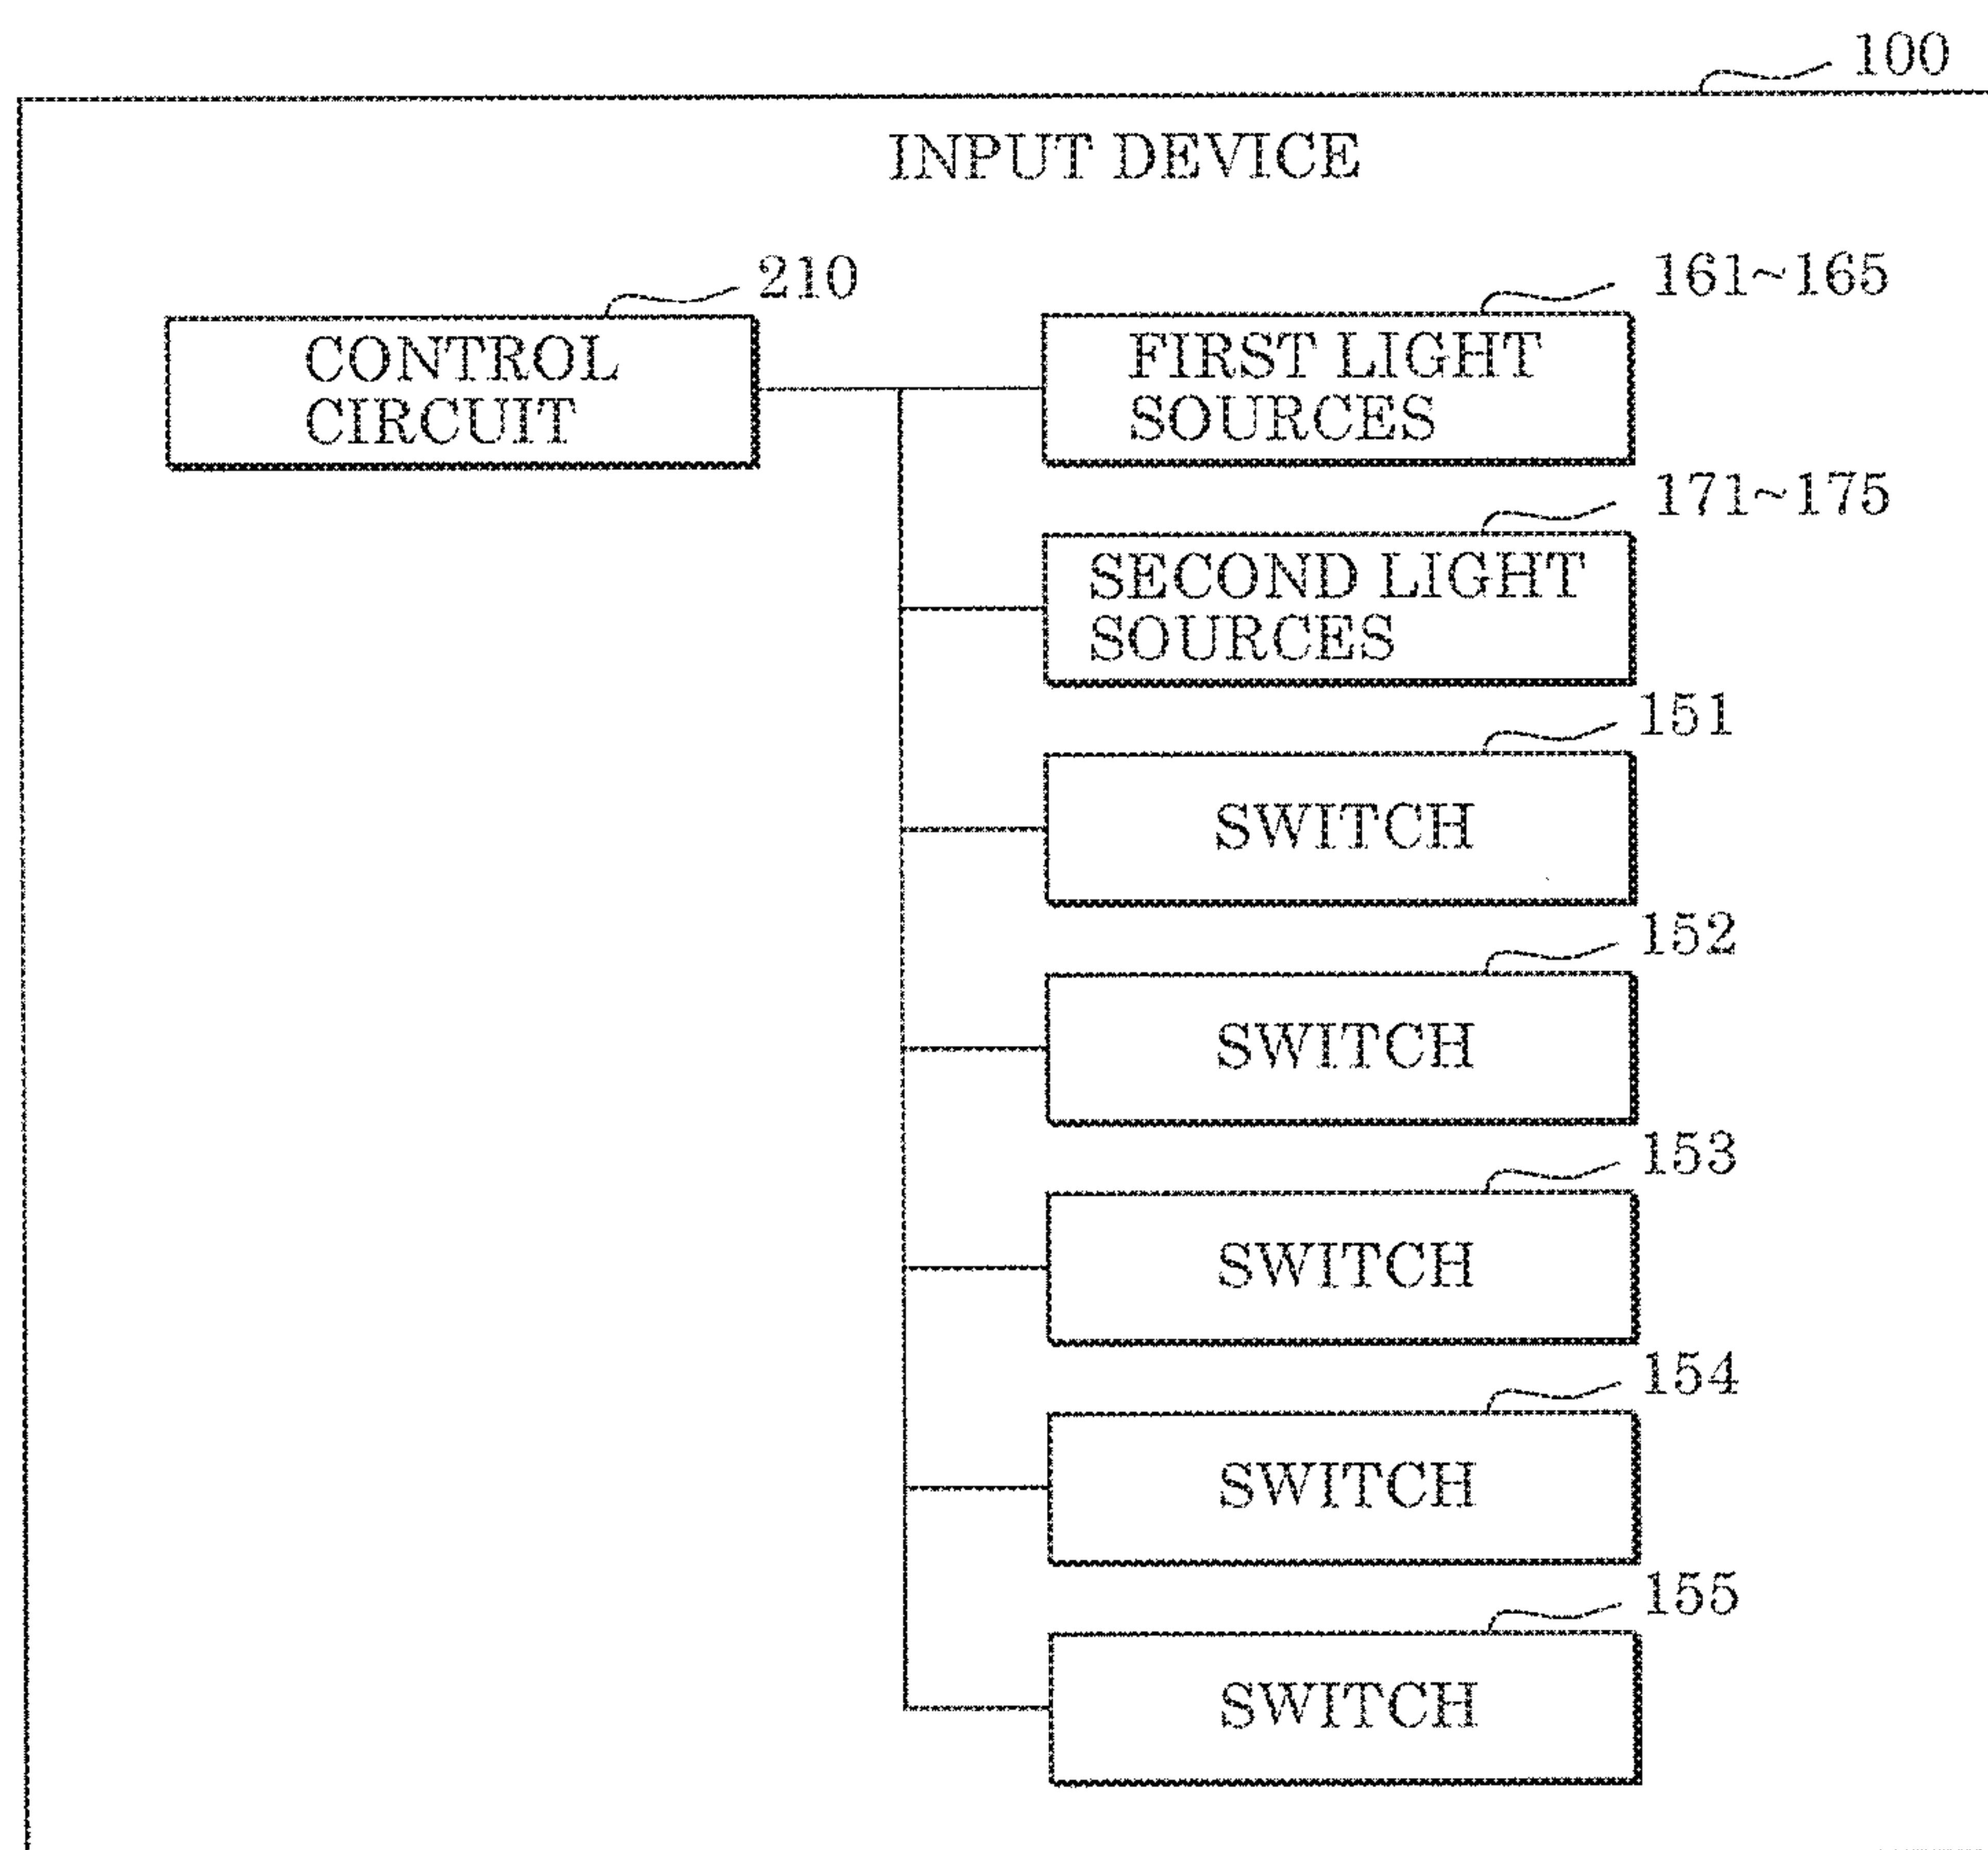 100
INPUT DEVICE
210
161~165
CONTROL
CIRCUIT
FIRST LIGHT
SOURCES
171~175
SECOND LIGHT
SOURCES
151
SWITCH
152
SWITCH
153
SWITCH
154
SWITCH
155
SWITCH